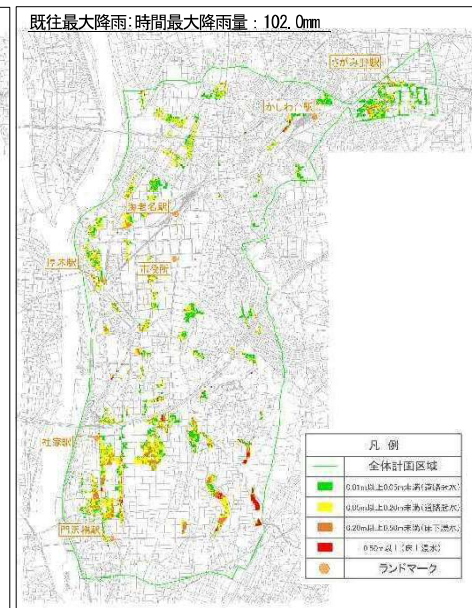 既往最大降雨:時間最大降雨量：102.0mm
さがみ野駅
かしわ台駅
海老名駅
厚木駅
市役所
社家駅
門沢橋駅
凡 例
全体計画区域
0.01m以上0.05m未満(道路冠水)
0.05m以上0.20m未満(道路冠水)
0.20m以上0.50m未満(床下浸水)
0.50m以上(床上浸水)
ランドマーク